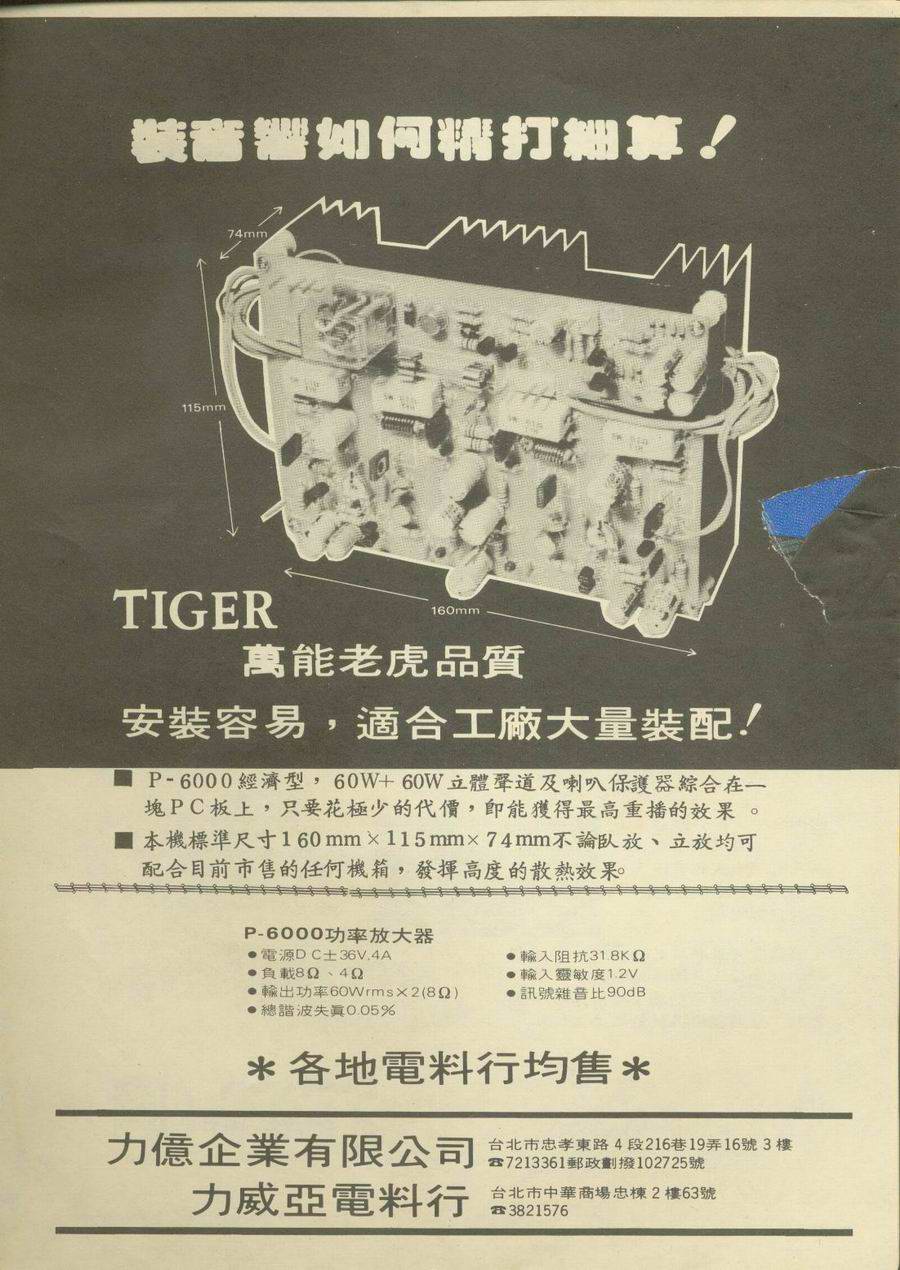 裝音響如何精打細算！
74mm
115mm
160mm
TIGER
萬能老虎品質
安裝容易，適合工廠大量裝配！
■ P-6000經濟型，60W+60W立體聲道及喇叭保護器綜合在一
塊PC板上，只要花極少的代價，即能獲得最高重播的效果。
■ 本機標準尺寸160mm×115mm×74mm不論臥放、立放均可
配合目前市售的任何機箱，發揮高度的散熱效果。
P-6000功率放大器
●電源DC±36V,4A
●負載8Ω、4Ω
●輸出功率60Wrms×2(8Ω)
●總諧波失眞0.05%
●輸入阻抗31.8KΩ
●輸入靈敏度1.2V
●訊號雜音比90dB
＊各地電料行均售＊
力億企業有限公司
台北市忠孝東路4段216巷19弄16號3樓
☎7213361郵政劃撥102725號
力威亞電料行
台北市中華商場忠棟2樓63號
☎3821576